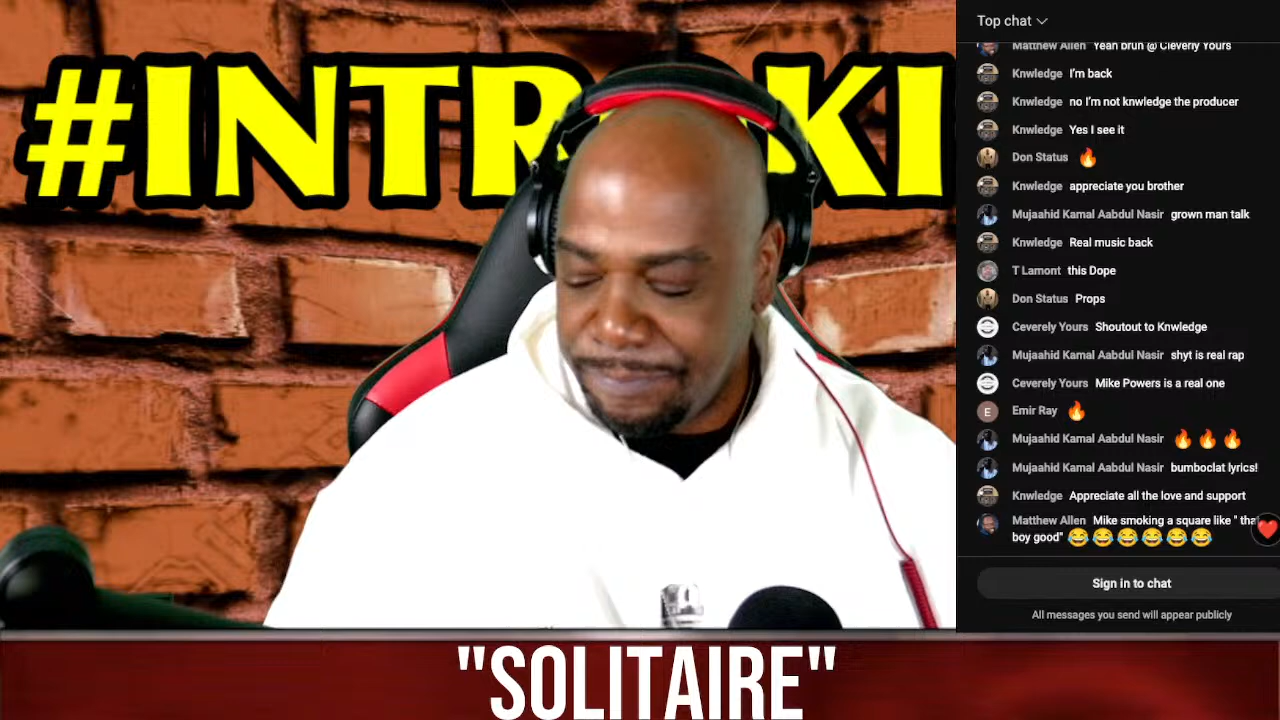 #INTR KI
Top chat
Matthew Allen Yeah bruh @ Cleverly Yours
Knwledge I'm back
Knwledge no I'm not knwledge the producer
Knwledge Yes I see it
Don Status 🔥
Knwledge appreciate you brother
Mujaahid Kamal Aabdul Nasir grown man talk
Knwledge Real music back
T Lamont this Dope
Don Status Props
Ceverely Yours Shoutout to Knwledge
Mujaahid Kamal Aabdul Nasir shyt is real rap
Ceverely Yours Mike Powers is a real one
E Emir Ray 🔥
Mujaahid Kamal Aabdul Nasir 🔥🔥🔥
Mujaahid Kamal Aabdul Nasir bumboclat lyrics!
Knwledge Appreciate all the love and support
Matthew Allen Mike smoking a square like " tha
boy good" 😂😂😂😂😂😂
Sign in to chat
All messages you send will appear publicly
"SOLITAIRE"